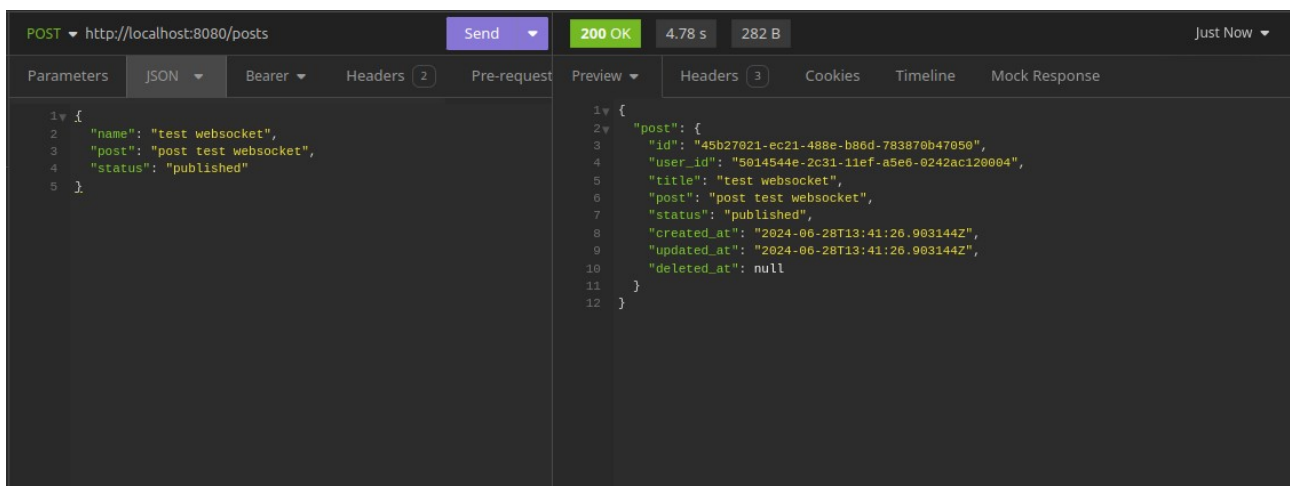 POST http://localhost:8080/posts
Send
200 OK
4.78 s
282 B
Just Now
Parameters
JSON
Bearer
Headers 2
Pre-request
Preview
Headers 3
Cookies
Timeline
Mock Response
1 {
2 "name": "test websocket",
3 "post": "post test websocket",
4 "status": "published"
5 }
1 {
2 "post": {
3 "id": "45b27021-ec21-488e-b86d-783870b47050",
4 "user_id": "5014544e-2c31-11ef-a5e6-0242ac120004",
5 "title": "test websocket",
6 "post": "post test websocket",
7 "status": "published",
8 "created_at": "2024-06-28T13:41:26.903144Z",
9 "updated_at": "2024-06-28T13:41:26.903144Z",
10 "deleted_at": null
11 }
12 }